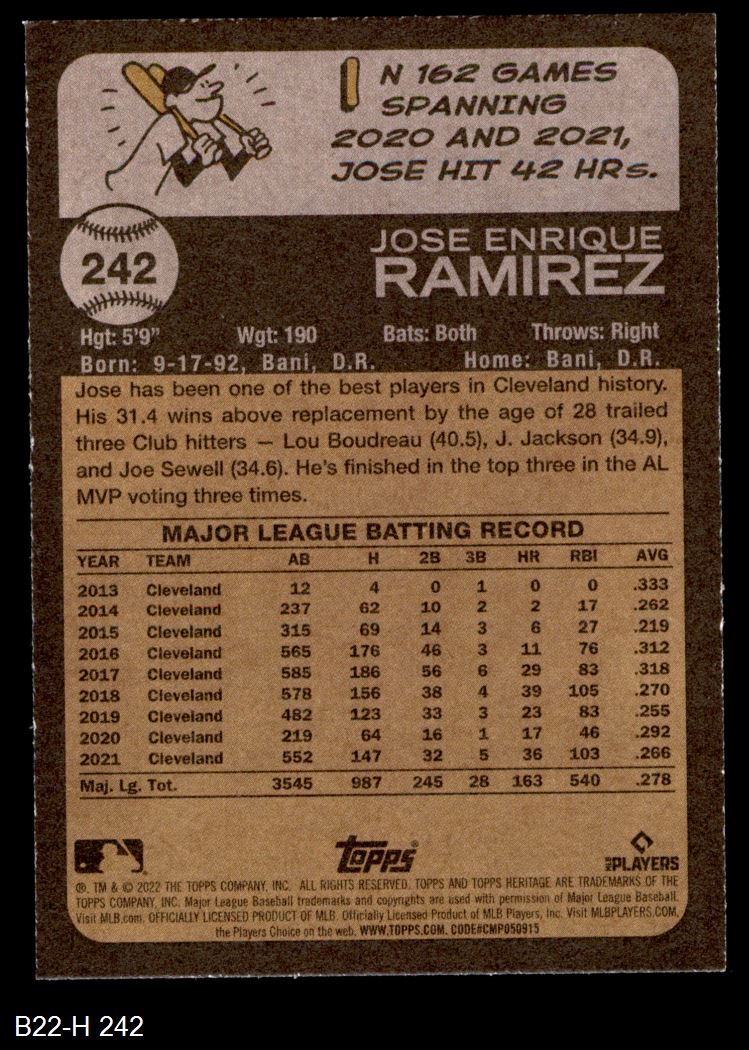 IN 162 GAMES
SPANNING
2020 AND 2021,
JOSE HIT 42 HRs.
242
JOSE ENRIQUE
RAMIREZ
Hgt: 5'9" Wgt: 190 Bats: Both Throws: Right
Born: 9-17-92, Bani, D.R. Home: Bani, D.R.
Jose has been one of the best players in Cleveland history.
His 31.4 wins above replacement by the age of 28 trailed
three Club hitters — Lou Boudreau (40.5), J. Jackson (34.9),
and Joe Sewell (34.6). He's finished in the top three in the AL
MVP voting three times.
MAJOR LEAGUE BATTING RECORD
YEAR TEAM AB H 2B 3B HR RBI AVG
2013 Cleveland 12 4 0 1 0 0 .333
2014 Cleveland 237 62 10 2 2 17 .262
2015 Cleveland 315 69 14 3 6 27 .219
2016 Cleveland 565 176 46 3 11 76 .312
2017 Cleveland 585 186 56 6 29 83 .318
2018 Cleveland 578 156 38 4 39 105 .270
2019 Cleveland 482 123 33 3 23 83 .255
2020 Cleveland 219 64 16 1 17 46 .292
2021 Cleveland 552 147 32 5 36 103 .266
Maj. Lg. Tot. 3545 987 245 28 163 540 .278
topps
MLB PLAYERS
®, TM & © 2022 THE TOPPS COMPANY, INC. ALL RIGHTS RESERVED. TOPPS AND TOPPS HERITAGE ARE TRADEMARKS OF THE
TOPPS COMPANY, INC. Major League Baseball trademarks and copyrights are used with permission of Major League Baseball.
Visit MLB.com. OFFICIALLY LICENSED PRODUCT OF MLB. Officially Licensed Product of MLB Players, Inc. Visit MLBPLAYERS.COM,
the Players Choice on the web. WWW.TOPPS.COM. CODE#CMP050915
B22-H 242